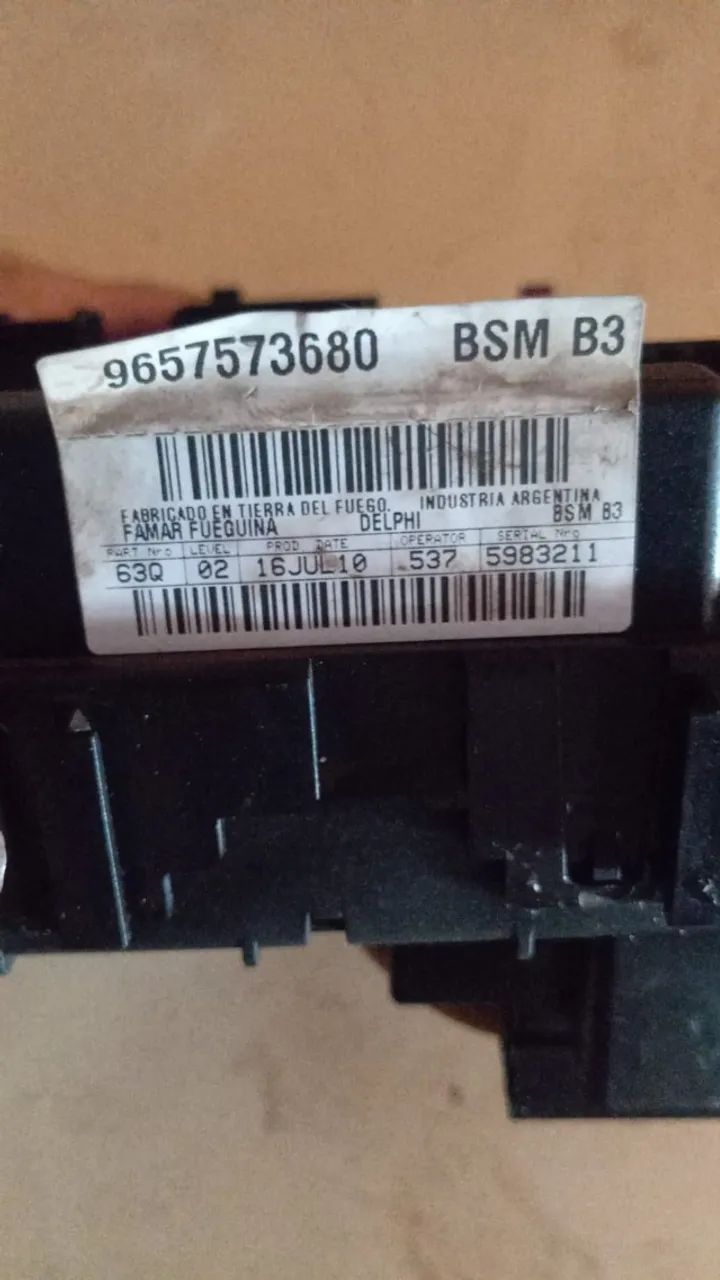 9657573680 BSM B3
FABRICADO EN TIERRA DEL FUEGO. INDUSTRIA ARGENTINA
FAMAR FUEGUINA DELPHI BSM B3
PART Nro LEVEL PROD DATE OPERATOR SERIAL Nro
63Q 02 16JUL10 537 5983211